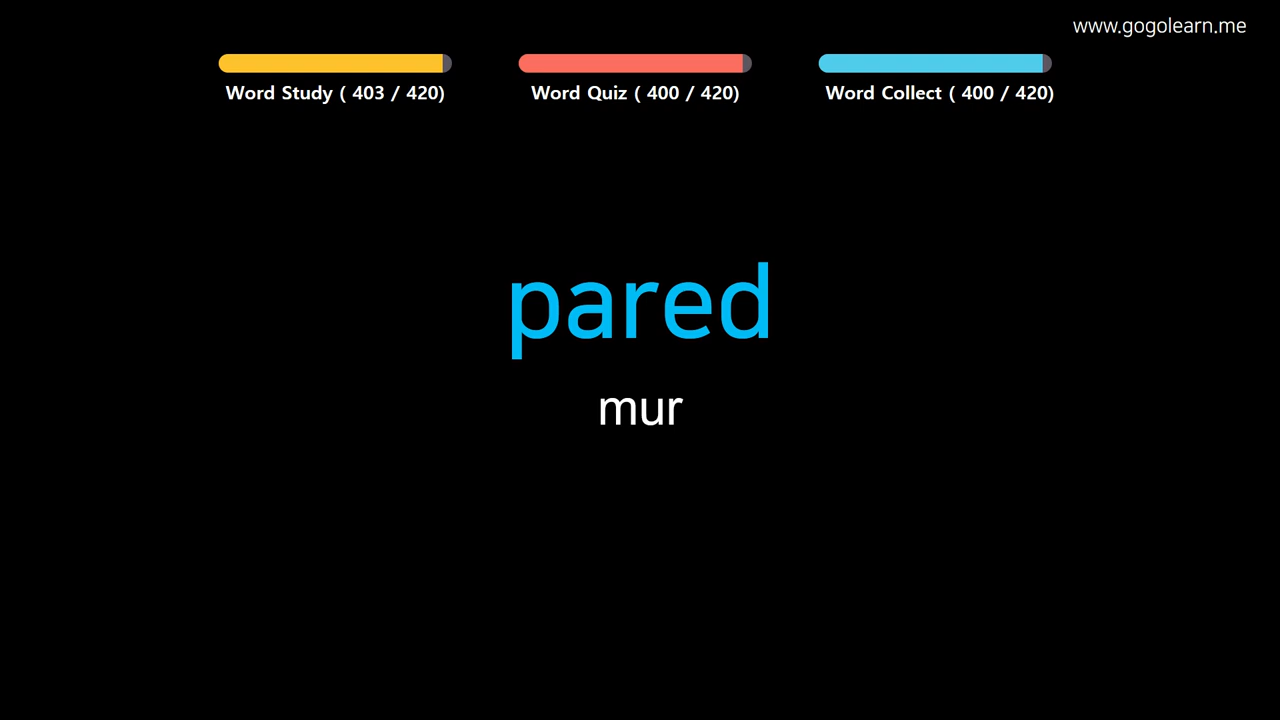 www.gogolearn.me
Word Study ( 403 / 420)
Word Quiz ( 400 / 420)
Word Collect ( 400 / 420)
pared
mur